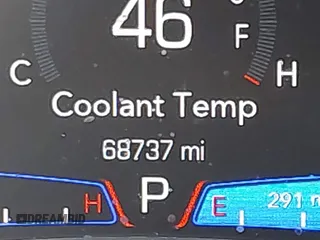 46
F
C H
Coolant Temp
68737 mi
H P E 291
DREAMBID